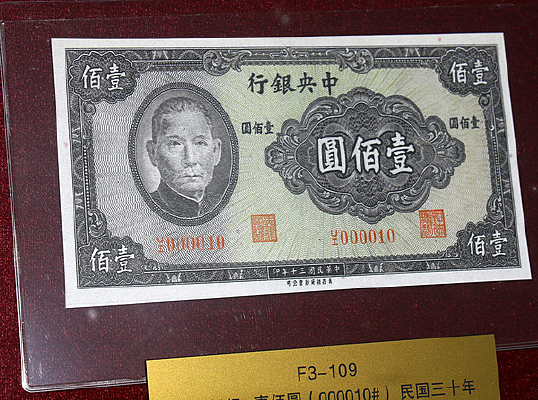 壹佰
壹佰
行銀央中
圓佰壹
壹佰圓
圓佰壹
000010
000010
壹佰
壹佰
印年十三國民華中
F3-109
壹佰圓（000010#）民国三十年